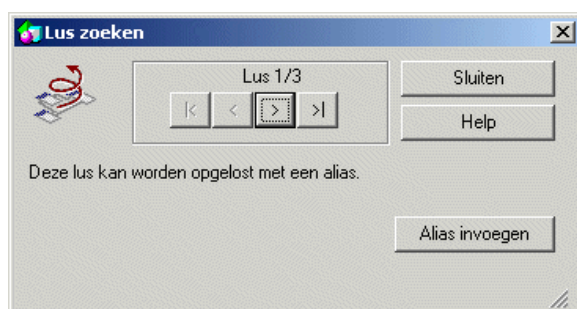 Lus zoeken
Lus 1/3
|< < > >|
Sluiten
Help
Deze lus kan worden opgelost met een alias.
Alias invoegen